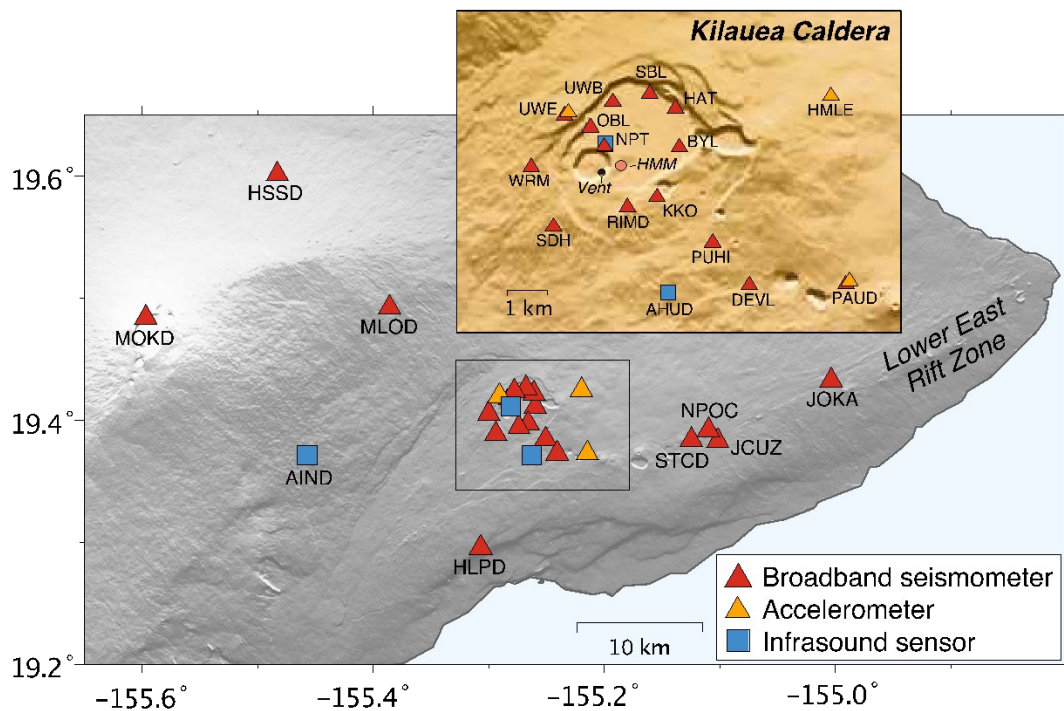 Kilauea Caldera
SBL
UWB
HAT
UWE
OBL
HMLE
NPT
BYL
HMM
WRM
Vent
KKO
RIMD
SDH
PUHI
1 km
DEVL
PAUD
AHUD
19.6°
HSSD
MOKD
MLOD
Lower East
Rift Zone
JOKA
19.4°
NPOC
STCD
JCUZ
AIND
HLPD
Broadband seismometer
Accelerometer
Infrasound sensor
10 km
19.2°
−155.6°
−155.4°
−155.2°
−155.0°